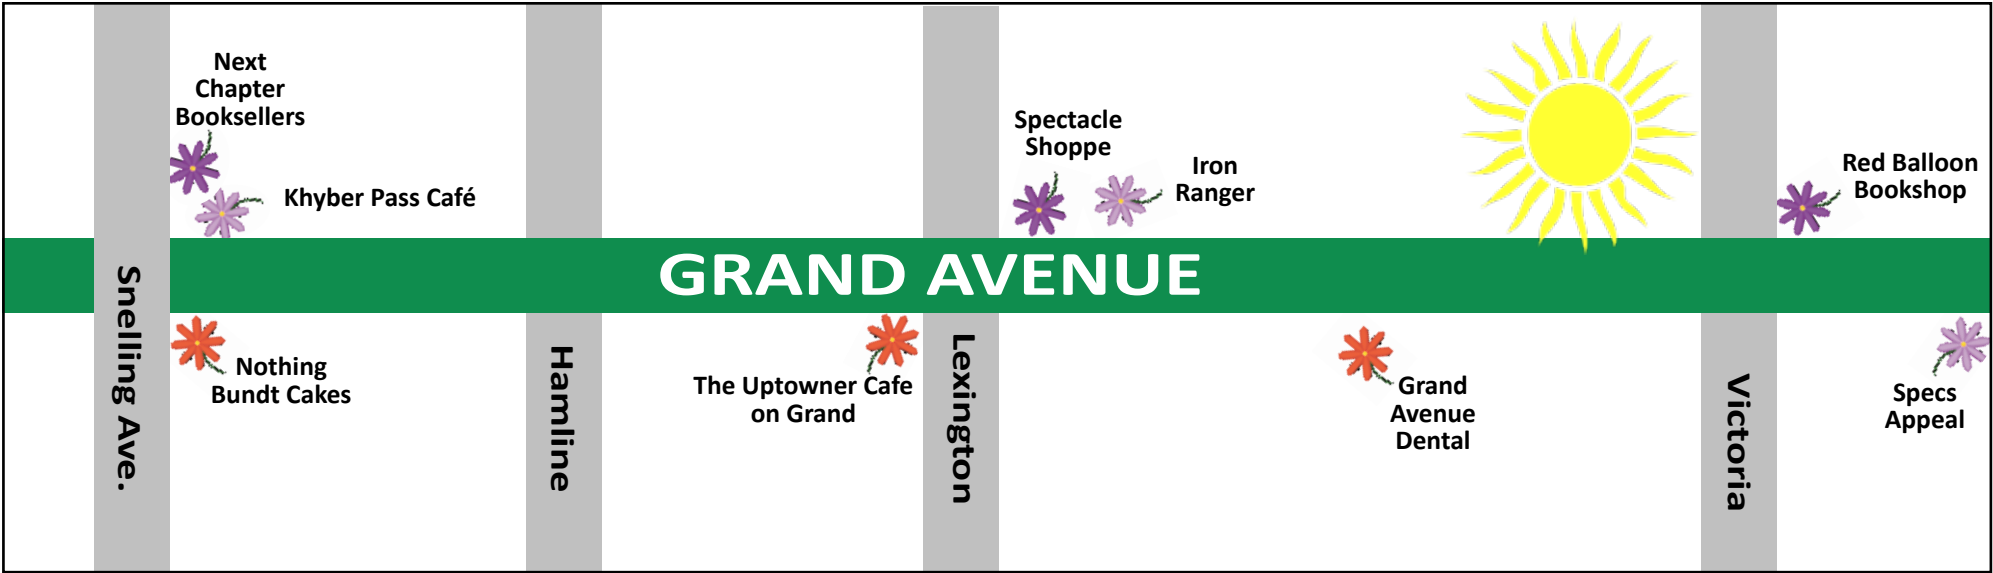 Next
Chapter
Booksellers
Khyber Pass Café
Spectacle
Shoppe
Iron
Ranger
Red Balloon
Bookshop
GRAND AVENUE
Snelling Ave.
Nothing
Bundt Cakes
Hamline
The Uptowner Cafe
on Grand
Lexington
Grand
Avenue
Dental
Victoria
Specs
Appeal